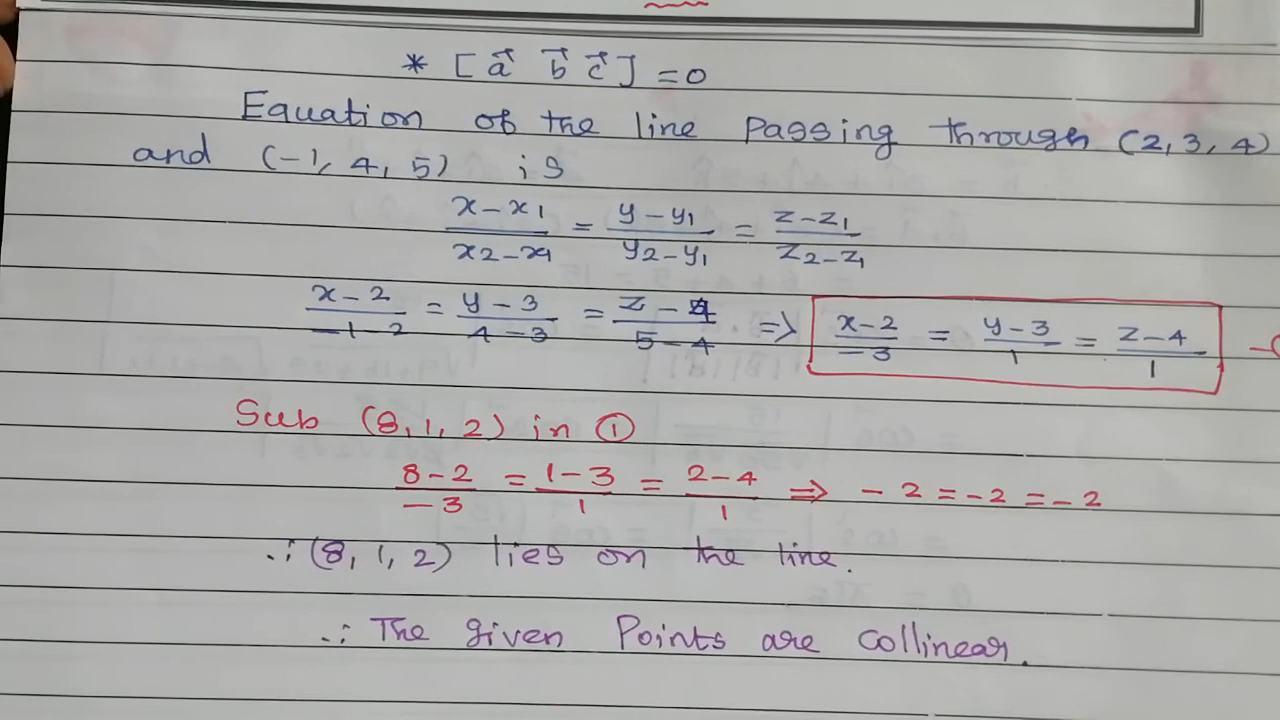 * [a⃗ b⃗ c⃗] = 0
Equation of the line Passing through (2, 3, 4)
and (-1, 4, 5) is
x-x₁/x₂-x₁ = y-y₁/y₂-y₁ = z-z₁/z₂-z₁
x-2/-1-2 = y-3/4-3 = z-4/5-4 => x-2/-3 = y-3/1 = z-4/1
Sub (8, 1, 2) in ①
8-2/-3 = 1-3/1 = 2-4/1 => -2 = -2 = -2
∴ (8, 1, 2) lies on the line.
∴ The given Points are Collinear.